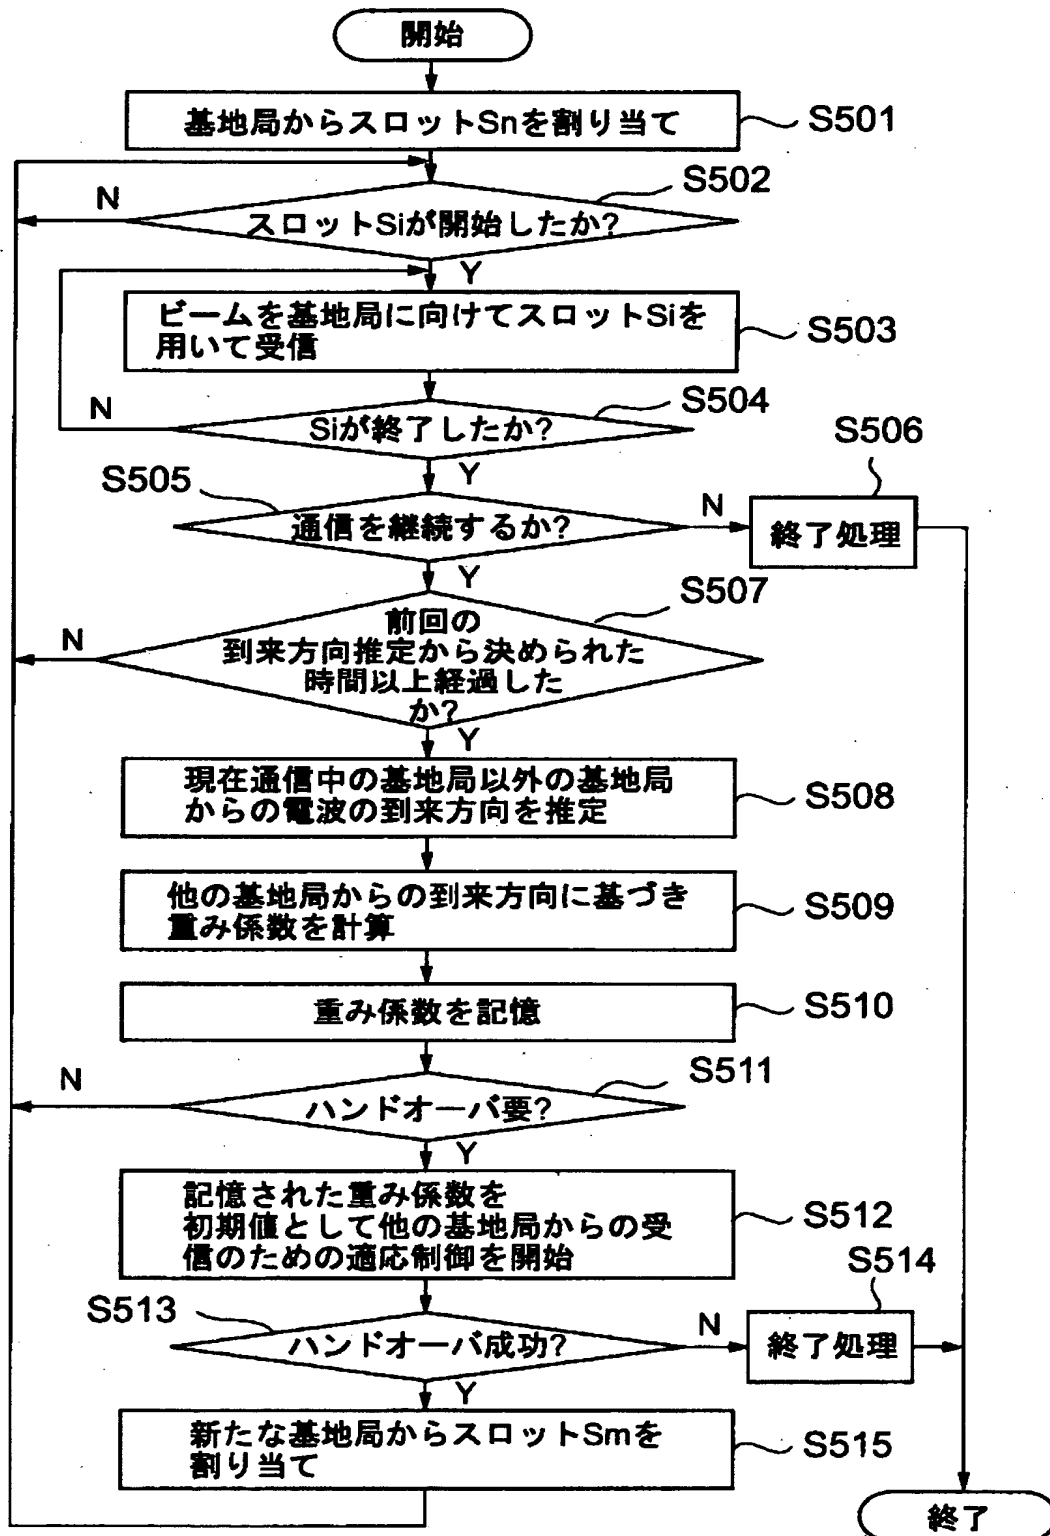 開始
基地局からスロットSnを割り当て
S501
S502
N
スロットSiが開始したか?
Y
ビームを基地局に向けてスロットSiを
用いて受信
S503
S504
N
Siが終了したか?
Y
S505
S506
通信を継続するか?
N
終了処理
Y
S507
前回の
到来方向推定から決められた
時間以上経過した
か?
N
Y
現在通信中の基地局以外の基地局
からの電波の到来方向を推定
S508
他の基地局からの到来方向に基づき
重み係数を計算
S509
重み係数を記憶
S510
S511
N
ハンドオーバ要?
Y
記憶された重み係数を
初期値として他の基地局からの受
信のための適応制御を開始
S512
S513
S514
ハンドオーバ成功?
N
終了処理
Y
新たな基地局からスロットSmを
割り当て
S515
終了